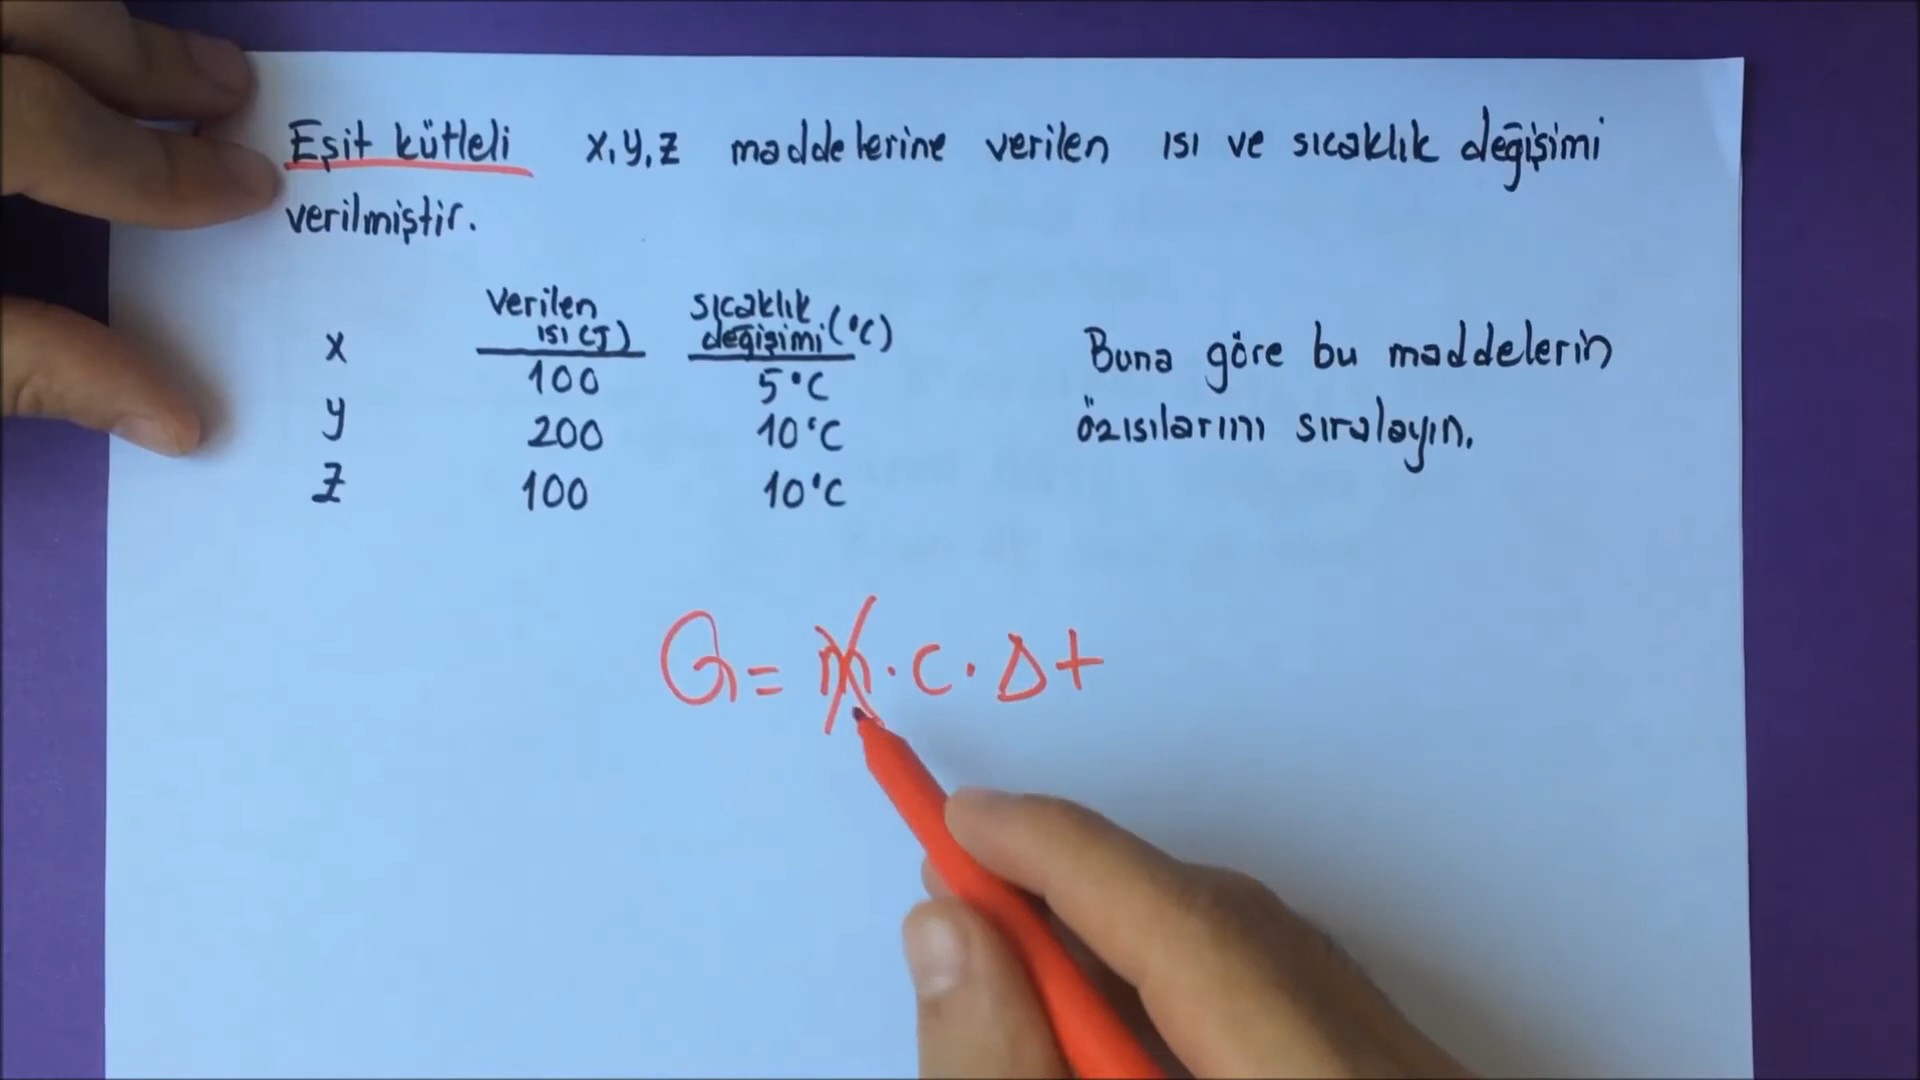 Eşit kütleli x, y, z maddelerine verilen ısı ve sıcaklık değişimi
verilmiştir.
verilen
ısı (J)
sıcaklık
değişimi (°C)
x 100 5°C
y 200 10°C
z 100 10°C
Buna göre bu maddelerin
özısılarını sıralayın.
Q = m . c . Δt